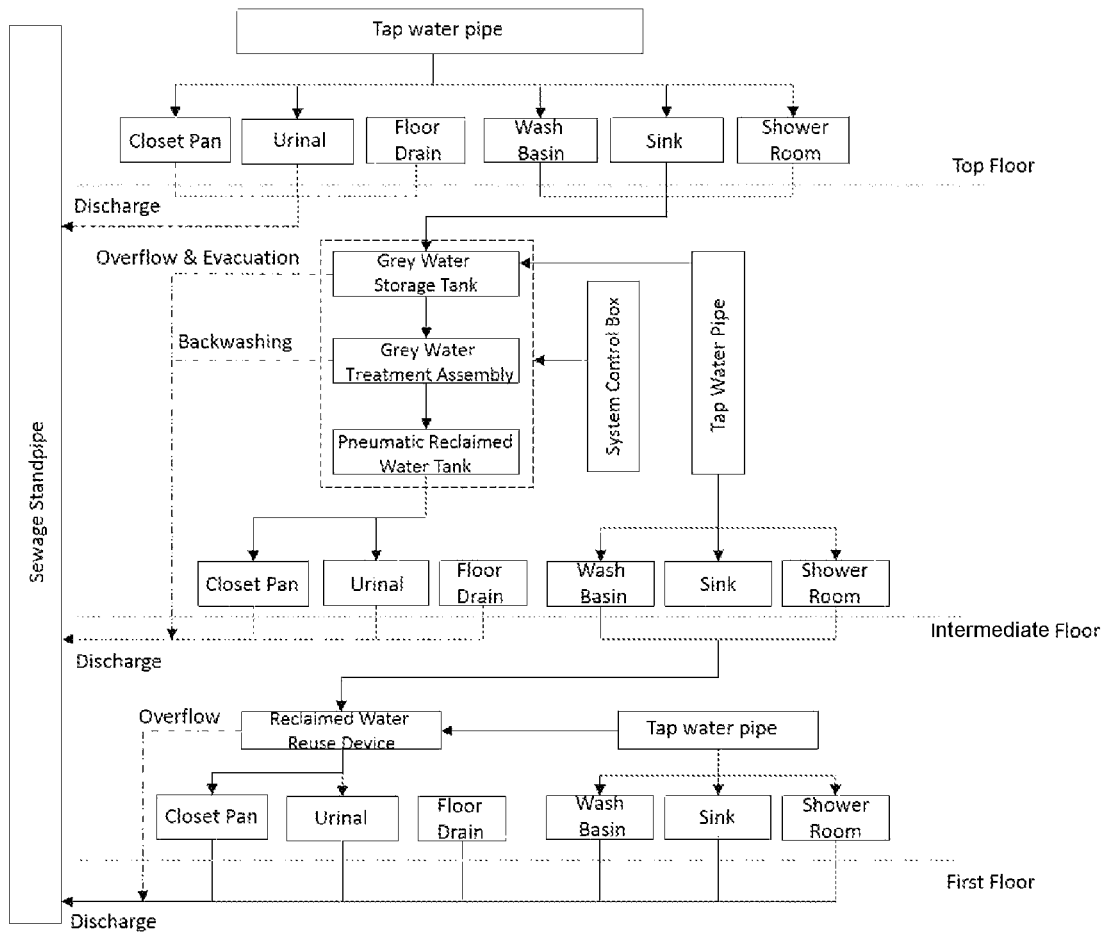 Tap water pipe
Closet Pan
Urinal
Floor
Drain
Wash
Basin
Sink
Shower
Room
Top Floor
Discharge
Overflow & Evacuation
Grey Water
Storage Tank
Backwashing
Grey Water
Treatment Assembly
System Control Box
Tap Water Pipe
Pneumatic Reclaimed
Water Tank
Sewage Standpipe
Closet Pan
Urinal
Floor
Drain
Wash
Basin
Sink
Shower
Room
Intermediate Floor
Discharge
Overflow
Reclaimed Water
Reuse Device
Tap water pipe
Closet Pan
Urinal
Floor
Drain
Wash
Basin
Sink
Shower
Room
First Floor
Discharge